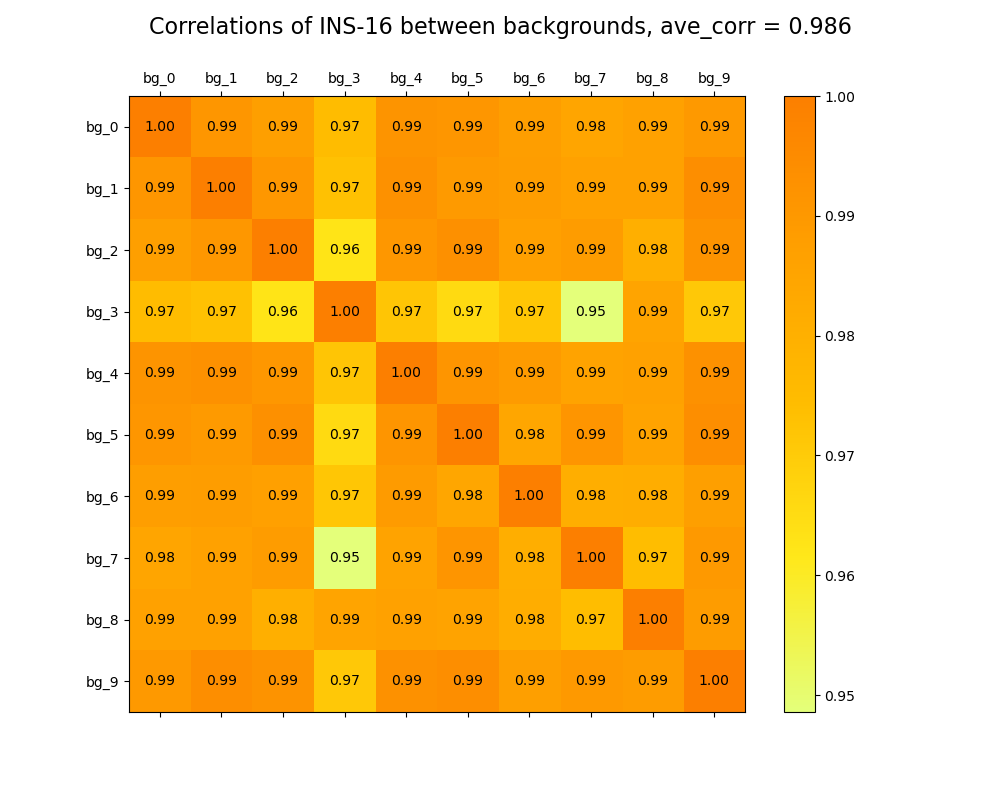 Correlations of INS-16 between backgrounds, ave_corr = 0.986
bg_0 bg_1 bg_2 bg_3 bg_4 bg_5 bg_6 bg_7 bg_8 bg_9
bg_0 1.00 0.99 0.99 0.97 0.99 0.99 0.99 0.98 0.99 0.99
bg_1 0.99 1.00 0.99 0.97 0.99 0.99 0.99 0.99 0.99 0.99
bg_2 0.99 0.99 1.00 0.96 0.99 0.99 0.99 0.99 0.98 0.99
bg_3 0.97 0.97 0.96 1.00 0.97 0.97 0.97 0.95 0.99 0.97
bg_4 0.99 0.99 0.99 0.97 1.00 0.99 0.99 0.99 0.99 0.99
bg_5 0.99 0.99 0.99 0.97 0.99 1.00 0.98 0.99 0.99 0.99
bg_6 0.99 0.99 0.99 0.97 0.99 0.98 1.00 0.98 0.98 0.99
bg_7 0.98 0.99 0.99 0.95 0.99 0.99 0.98 1.00 0.97 0.99
bg_8 0.99 0.99 0.98 0.99 0.99 0.99 0.98 0.97 1.00 0.99
bg_9 0.99 0.99 0.99 0.97 0.99 0.99 0.99 0.99 0.99 1.00
1.00
0.99
0.98
0.97
0.96
0.95